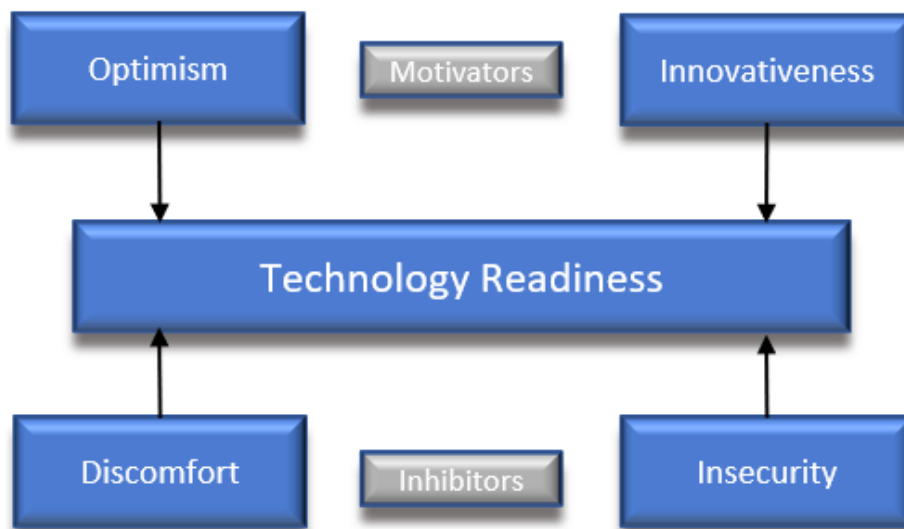 Optimism
Motivators
Innovativeness
Technology Readiness
Discomfort
Inhibitors
Insecurity